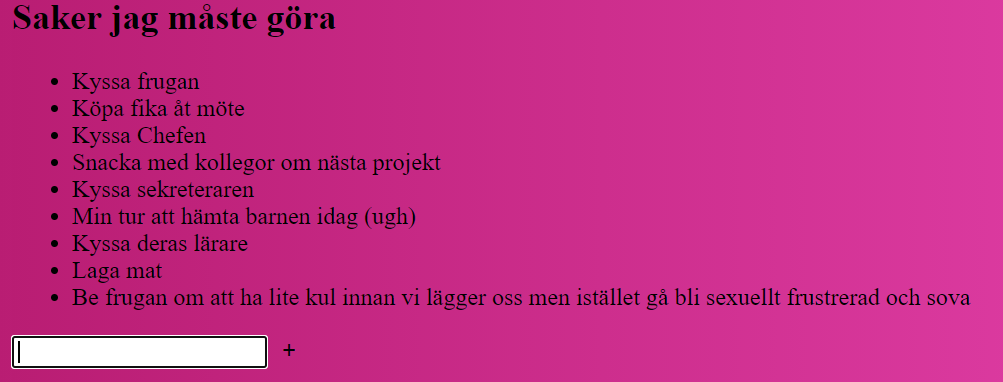 Saker jag måste göra
Kyssa frugan
Köpa fika åt möte
Kyssa Chefen
Snacka med kollegor om nästa projekt
Kyssa sekreteraren
Min tur att hämta barnen idag (ugh)
Kyssa deras lärare
Laga mat
Be frugan om att ha lite kul innan vi lägger oss men istället gå bli sexuellt frustrerad och sova
+